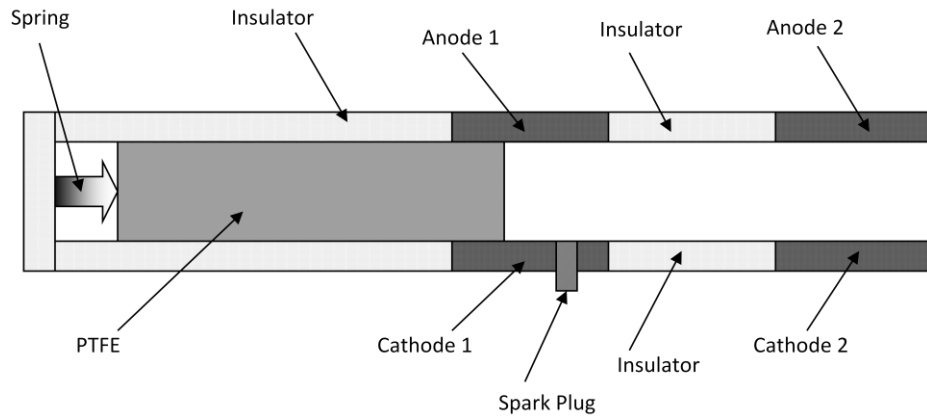 Spring
Insulator
Anode 1
Insulator
Anode 2
PTFE
Cathode 1
Insulator
Cathode 2
Spark Plug